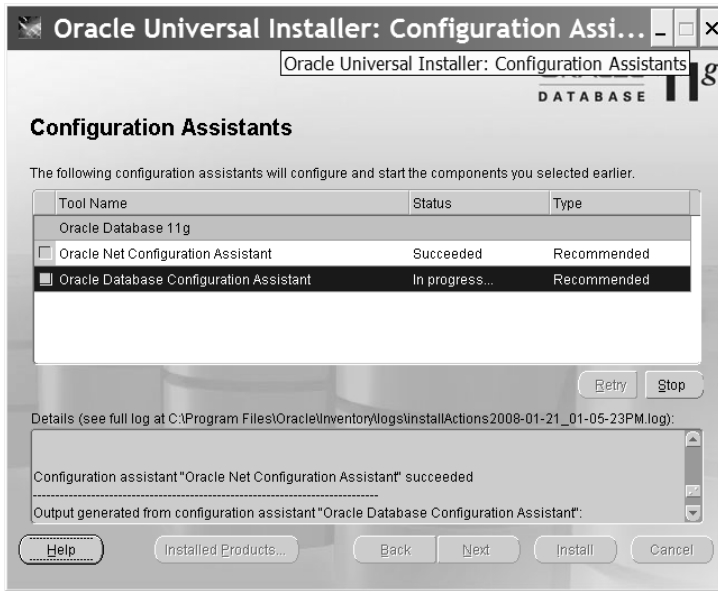 Oracle Universal Installer: Configuration Assi...
Oracle Universal Installer: Configuration Assistants
DATABASE 11g
Configuration Assistants
The following configuration assistants will configure and start the components you selected earlier.
Tool Name Status Type
Oracle Database 11g
Oracle Net Configuration Assistant Succeeded Recommended
Oracle Database Configuration Assistant In progress... Recommended
Retry Stop
Details (see full log at C:\Program Files\Oracle\Inventory\logs\installActions2008-01-21_01-05-23PM.log):
Configuration assistant "Oracle Net Configuration Assistant" succeeded
-----------------------------------------------------------------------------
Output generated from configuration assistant "Oracle Database Configuration Assistant":
Help Installed Products... Back Next Install Cancel